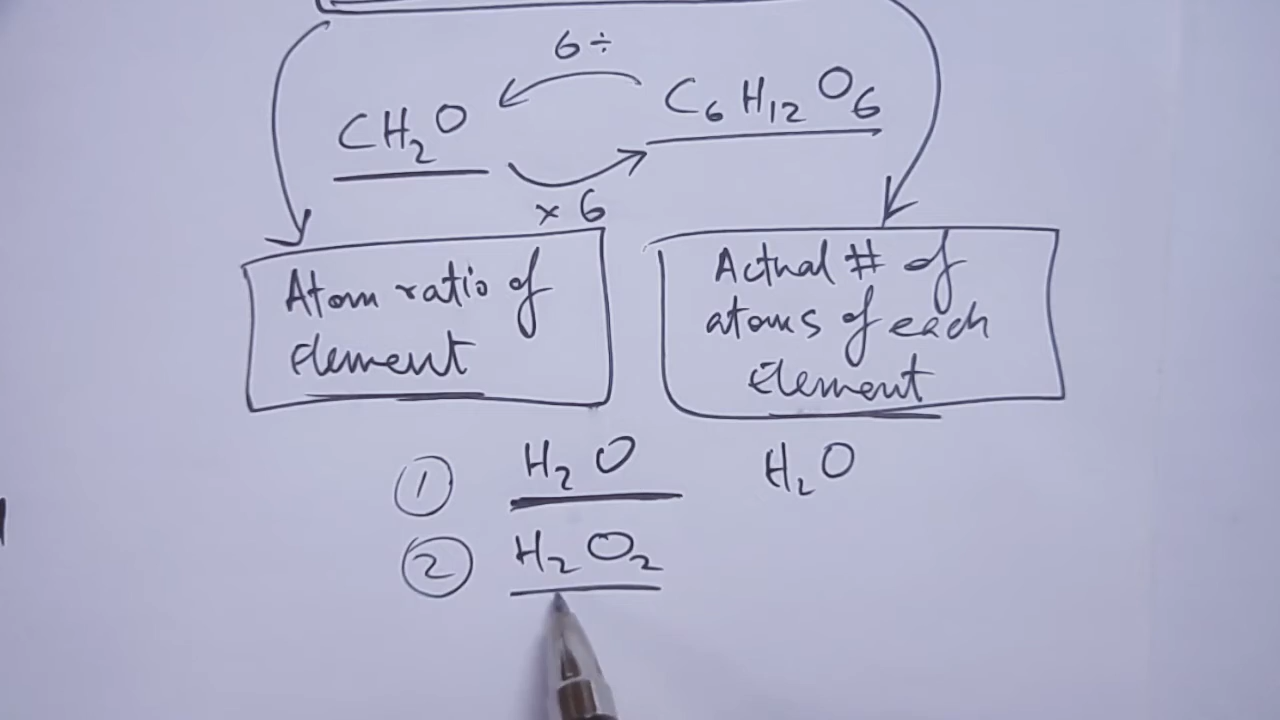 6 ÷
CH₂O
C₆H₁₂O₆
× 6
Atom ratio of
Element
Actual # of
atoms of each
Element
① H₂O H₂O
② H₂O₂